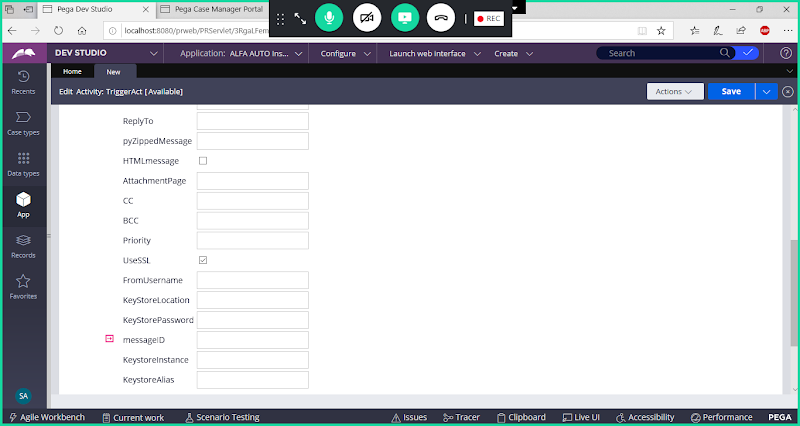 Pega Dev Studio
Pega Case Manager Portal
REC
localhost:8080/prweb/PRServlet/3RgaLFem
ABP
DEV STUDIO
Application: ALFA AUTO Ins...
Configure
Launch web interface
Create
Search
Recents
Case types
Data types
App
Records
Favorites
SA
Home
New
Edit Activity: TriggerAct [Available]
Actions
Save
ReplyTo
pyZippedMessage
HTMLmessage
AttachmentPage
CC
BCC
Priority
UseSSL
FromUsername
KeyStoreLocation
KeyStorePassword
messageID
KeystoreInstance
KeystoreAlias
Agile Workbench
Current work
Scenario Testing
Issues
Tracer
Clipboard
Live UI
Accessibility
Performance
PEGA